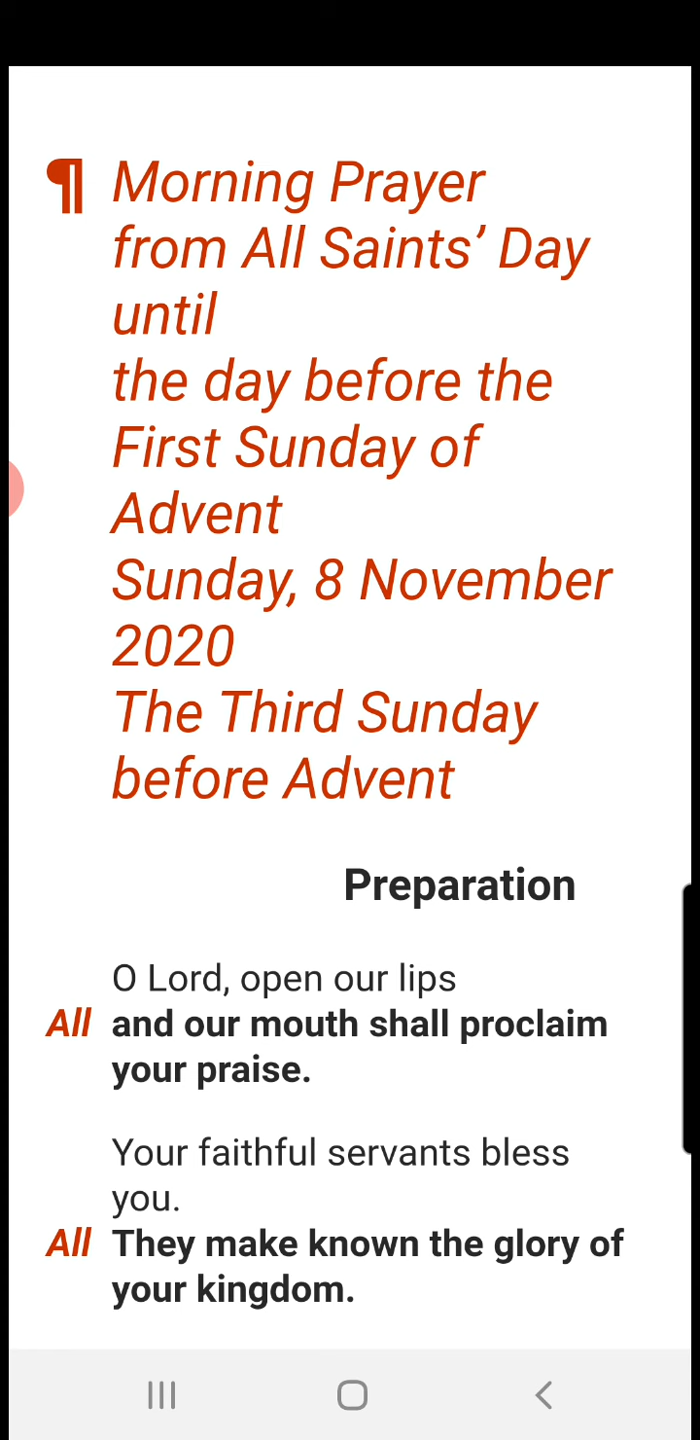 ¶ Morning Prayer
from All Saints’ Day
until
the day before the
First Sunday of
Advent
Sunday, 8 November
2020
The Third Sunday
before Advent
Preparation
O Lord, open our lips
All and our mouth shall proclaim
your praise.
Your faithful servants bless
you.
All They make known the glory of
your kingdom.